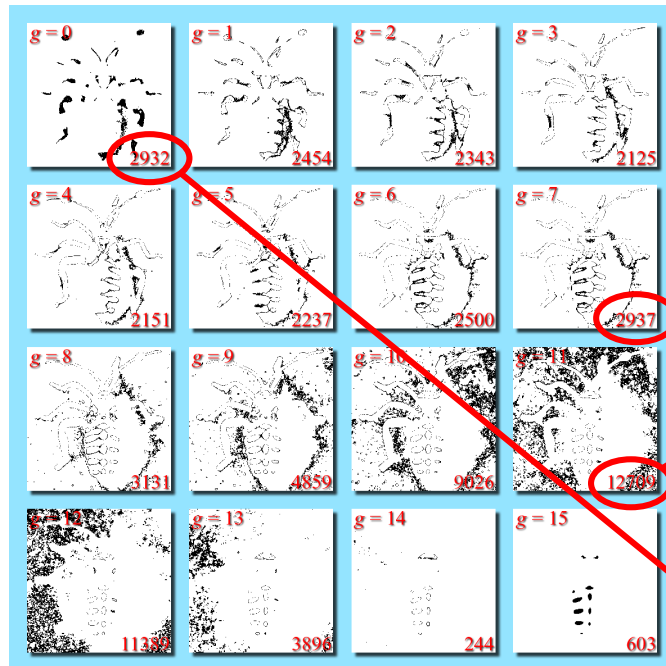 g = 0 g = 1 g = 2 g = 3
2932 2454 2343 2125
g = 4 g = 5 g = 6 g = 7
2151 2237 2500 2937
g = 8 g = 9 g = 10 g = 11
3131 4859 9026 12709
g = 12 g = 13 g = 14 g = 15
11389 3896 244 603